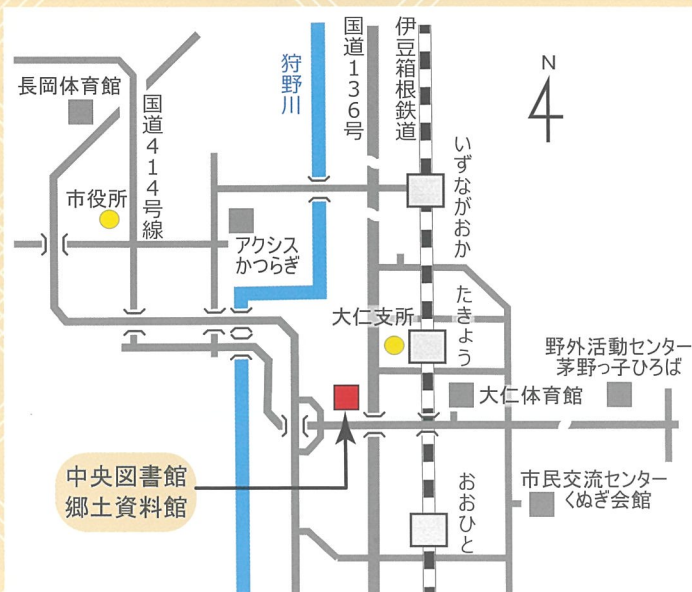 長岡体育館
国道414号線
市役所
狩野川
国道136号
伊豆箱根鉄道
N
いずながおか
アクシス
かつらぎ
大仁支所
たきょう
野外活動センター
茅野っ子ひろば
大仁体育館
中央図書館
郷土資料館
おおひと
市民交流センター
くぬぎ会館